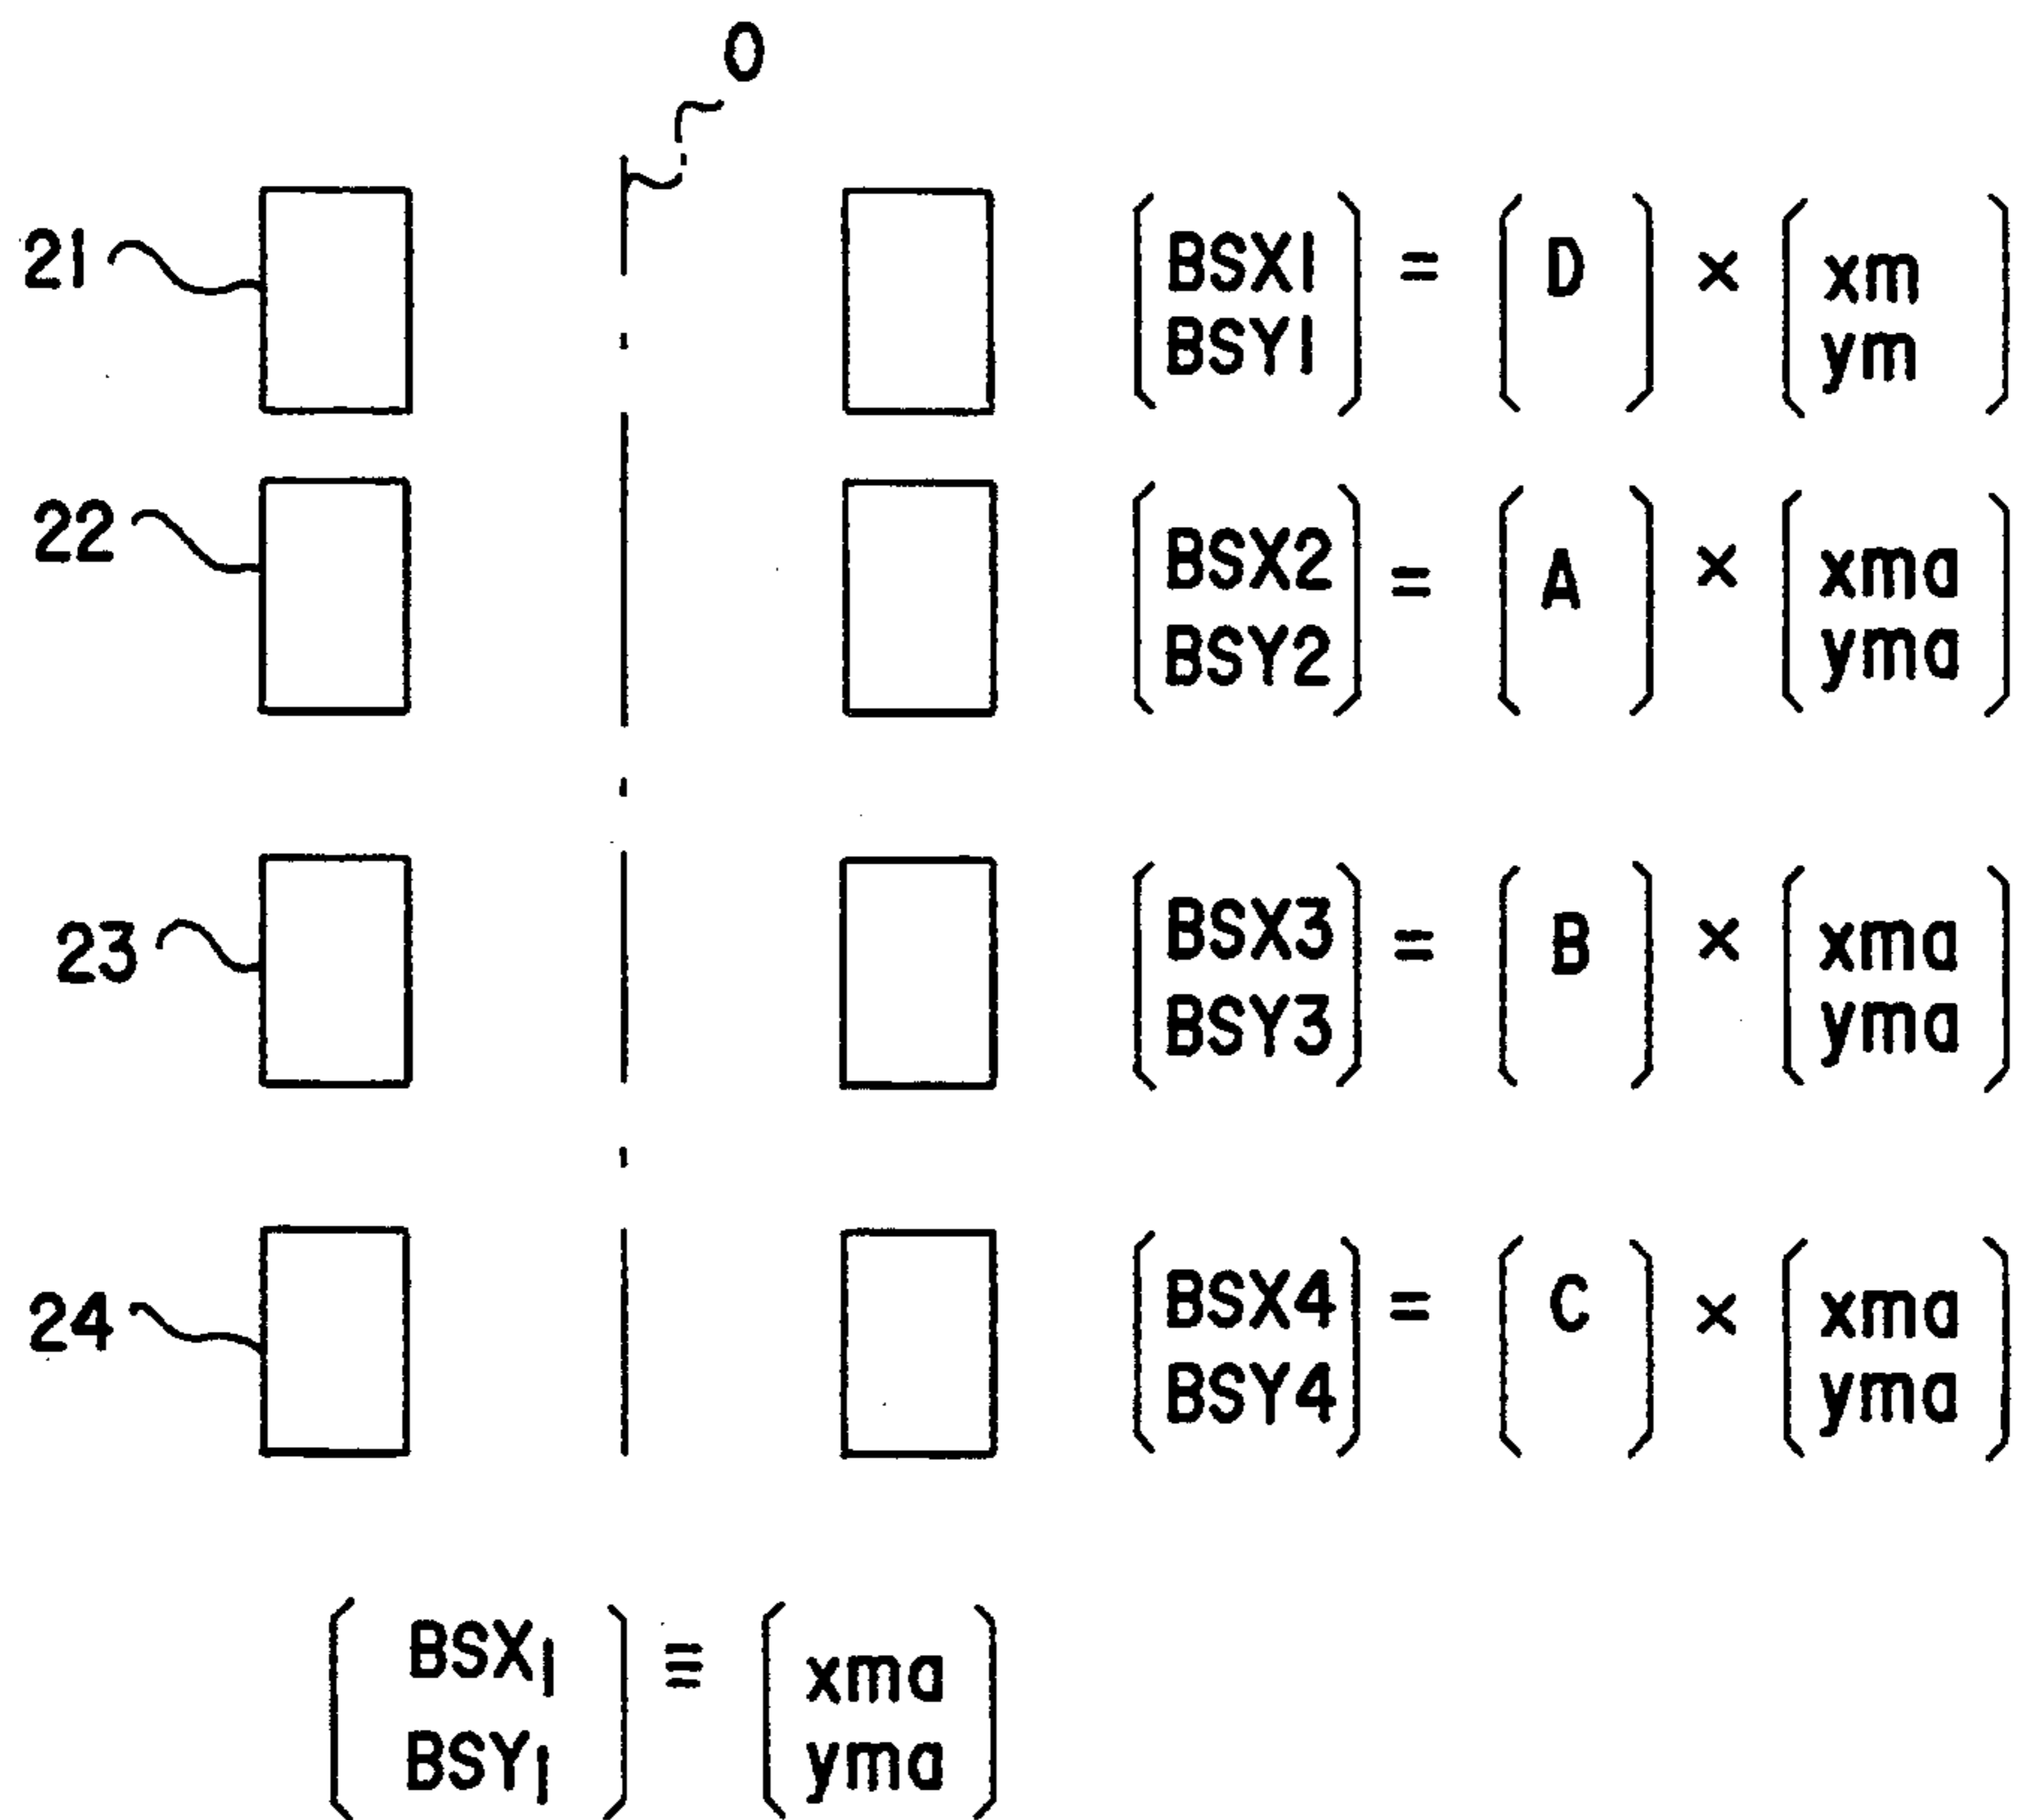 0
21
BSX1 = D × xm
BSY1 ym
22
BSX2 = A × xma
BSY2 yma
23
BSX3 = B × xma
BSY3 yma
24
BSX4 = C × xma
BSY4 yma
BSX1 ≡ xma
BSY1 yma